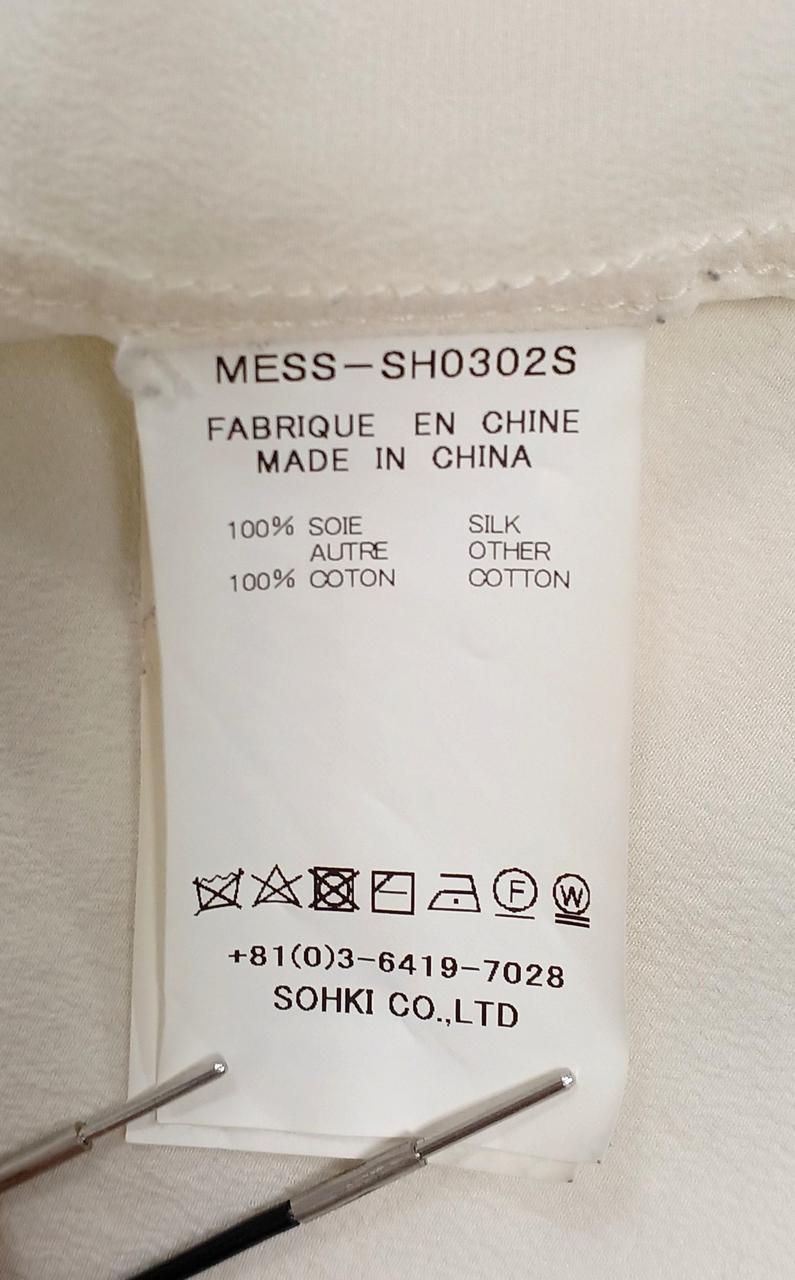 MESS-SH0302S
FABRIQUE EN CHINE
MADE IN CHINA
100% SOIE SILK
AUTRE OTHER
100% COTON COTTON
F W
+81(0)3-6419-7028
SOHKI CO.,LTD